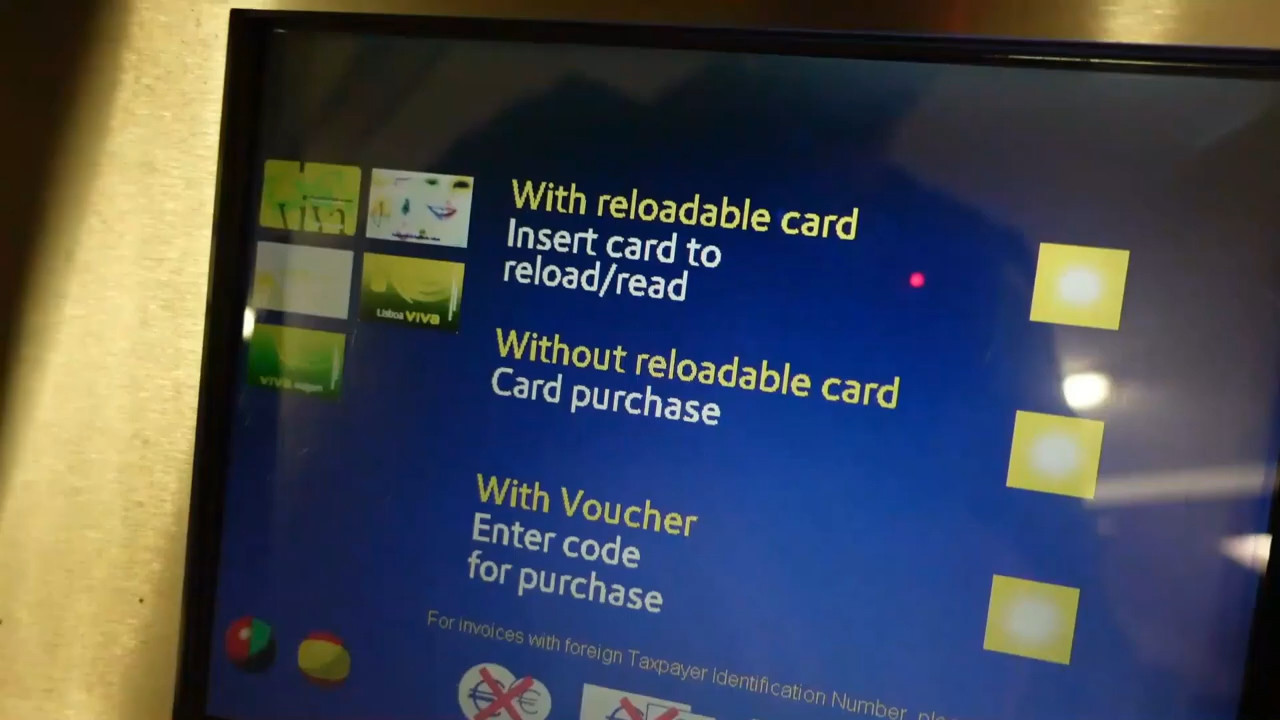 With reloadable card
Insert card to
reload/read
Lisboa VIVA
Without reloadable card
Card purchase
VIVA
With Voucher
Enter code
for purchase
For invoices with foreign Taxpayer Identification Number,